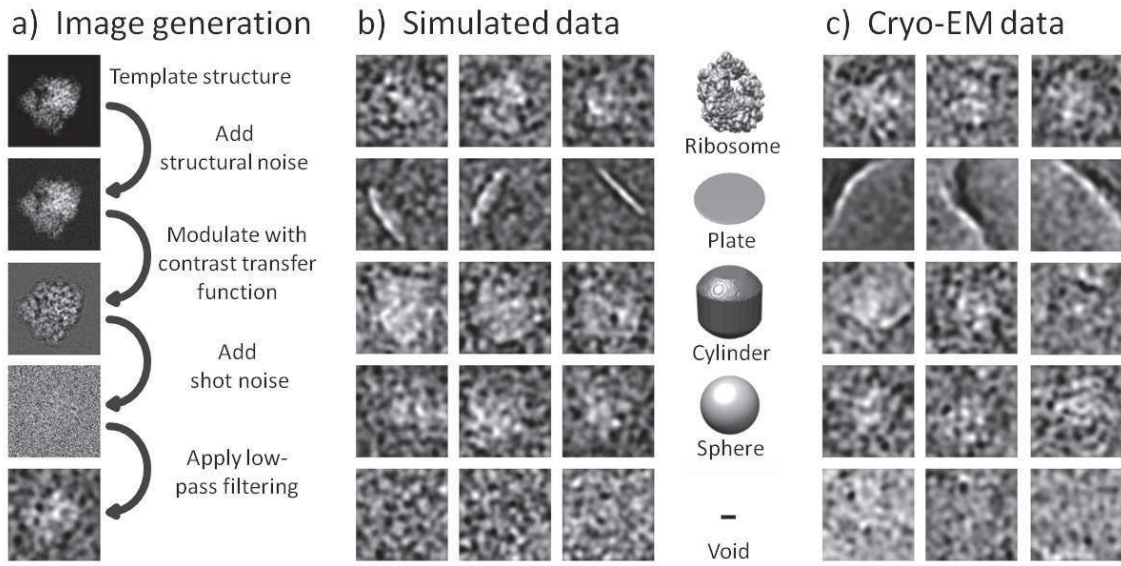 a) Image generation
Template structure
Add
structural noise
Modulate with
contrast transfer
function
Add
shot noise
Apply low-
pass filtering
b) Simulated data
Ribosome
Plate
Cylinder
Sphere
–
Void
c) Cryo-EM data